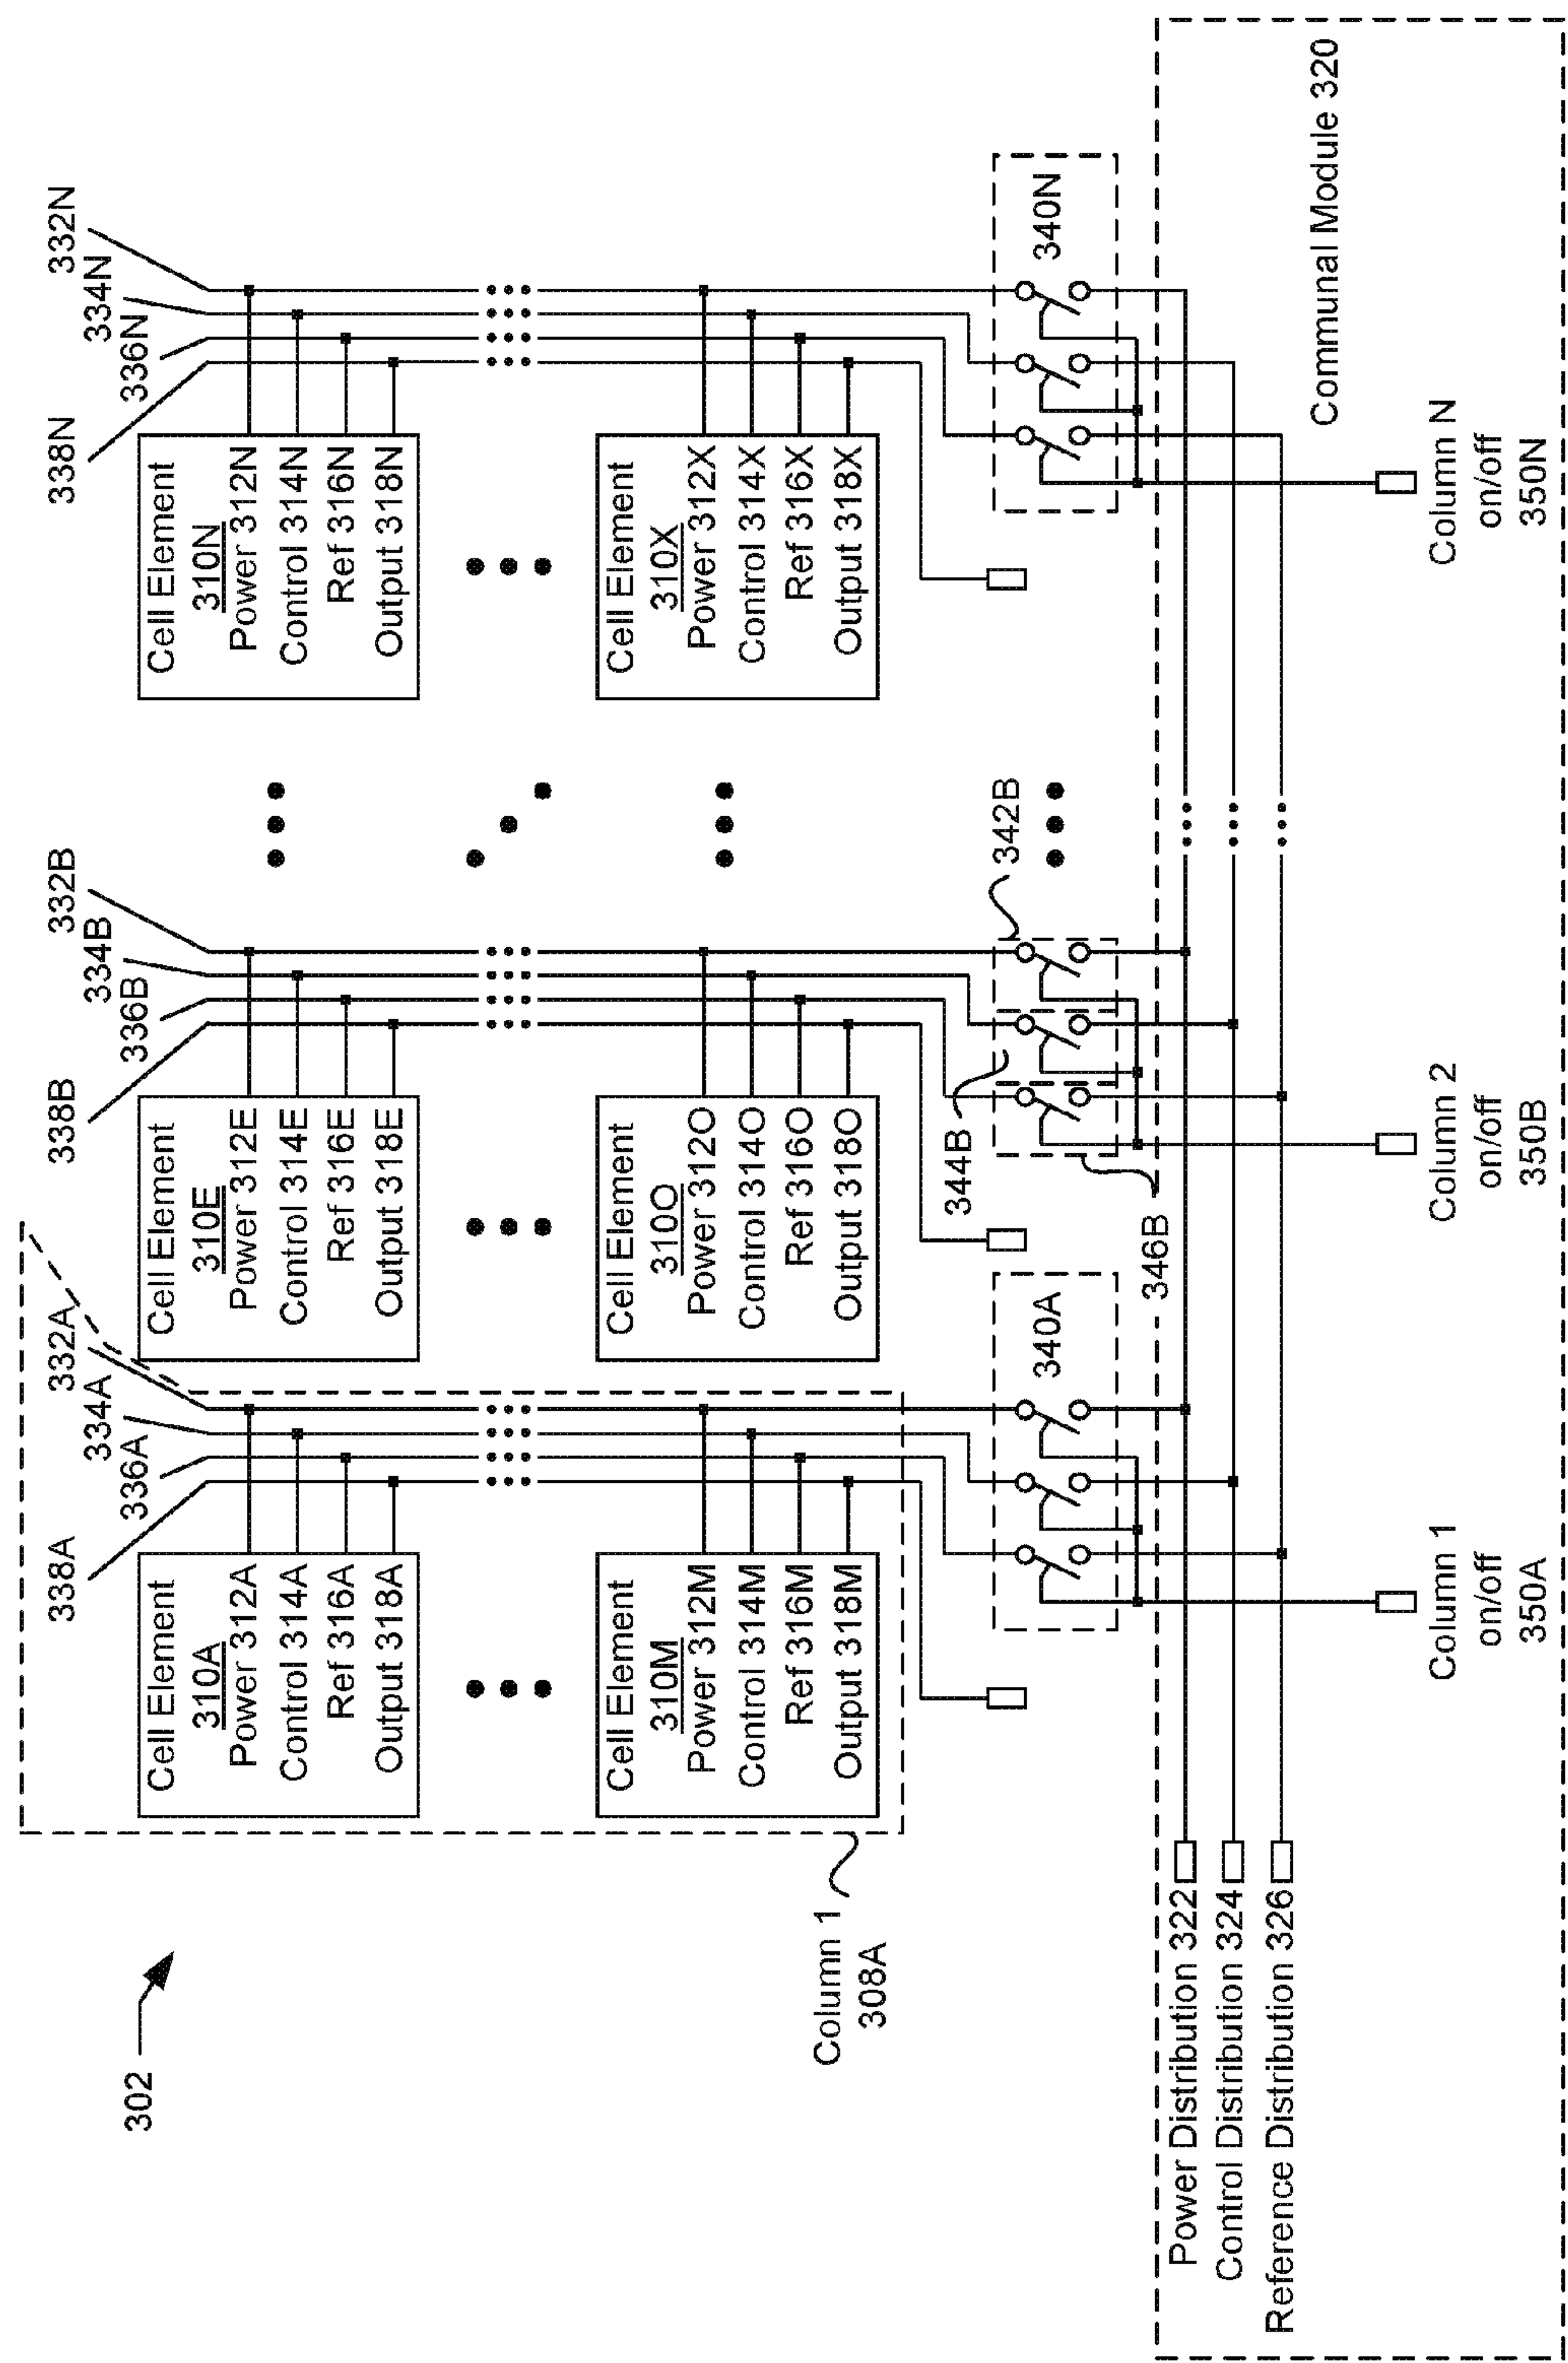 302
Column 1
308A
338A
336A
334A
332A
338B
336B
334B
332B
338N
336N
334N
332N
Cell Element
310A
Power 312A
Control 314A
Ref 316A
Output 318A
Cell Element
310E
Power 312E
Control 314E
Ref 316E
Output 318E
Cell Element
310N
Power 312N
Control 314N
Ref 316N
Output 318N
Cell Element
310M
Power 312M
Control 314M
Ref 316M
Output 318M
Cell Element
310O
Power 312O
Control 314O
Ref 316O
Output 318O
Cell Element
310X
Power 312X
Control 314X
Ref 316X
Output 318X
340A
344B
342B
346B
340N
Power Distribution 322
Control Distribution 324
Reference Distribution 326
Communal Module 320
Column 1
on/off
350A
Column 2
on/off
350B
Column N
on/off
350N